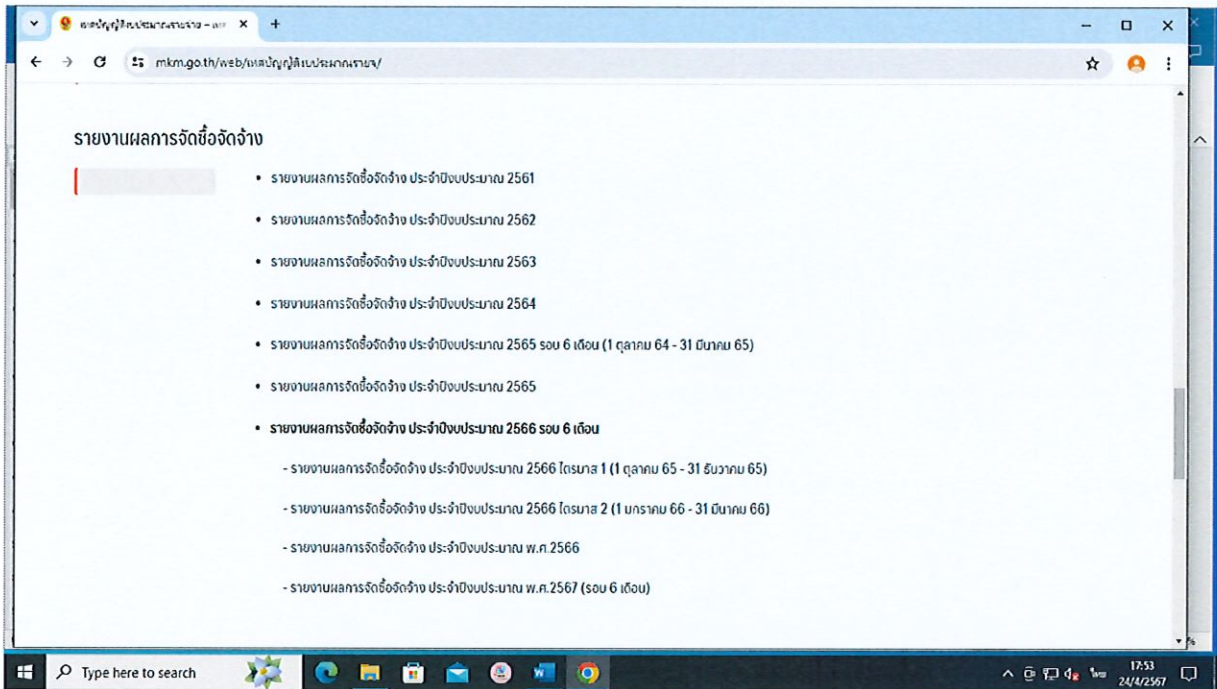 mkm.go.th/web/เทศบัญญัติงบประมาณรายจ/
รายงานผลการจัดซื้อจัดจ้าง
• รายงานผลการจัดซื้อจัดจ้าง ประจำปีงบประมาณ 2561
• รายงานผลการจัดซื้อจัดจ้าง ประจำปีงบประมาณ 2562
• รายงานผลการจัดซื้อจัดจ้าง ประจำปีงบประมาณ 2563
• รายงานผลการจัดซื้อจัดจ้าง ประจำปีงบประมาณ 2564
• รายงานผลการจัดซื้อจัดจ้าง ประจำปีงบประมาณ 2565 รอบ 6 เดือน (1 ตุลาคม 64 - 31 มีนาคม 65)
• รายงานผลการจัดซื้อจัดจ้าง ประจำปีงบประมาณ 2565
• รายงานผลการจัดซื้อจัดจ้าง ประจำปีงบประมาณ 2566 รอบ 6 เดือน
- รายงานผลการจัดซื้อจัดจ้าง ประจำปีงบประมาณ 2566 ไตรมาส 1 (1 ตุลาคม 65 - 31 ธันวาคม 65)
- รายงานผลการจัดซื้อจัดจ้าง ประจำปีงบประมาณ 2566 ไตรมาส 2 (1 มกราคม 66 - 31 มีนาคม 66)
- รายงานผลการจัดซื้อจัดจ้าง ประจำปีงบประมาณ พ.ศ.2566
- รายงานผลการจัดซื้อจัดจ้าง ประจำปีงบประมาณ พ.ศ.2567 (รอบ 6 เดือน)
Type here to search
ไทย
17:53
24/4/2567